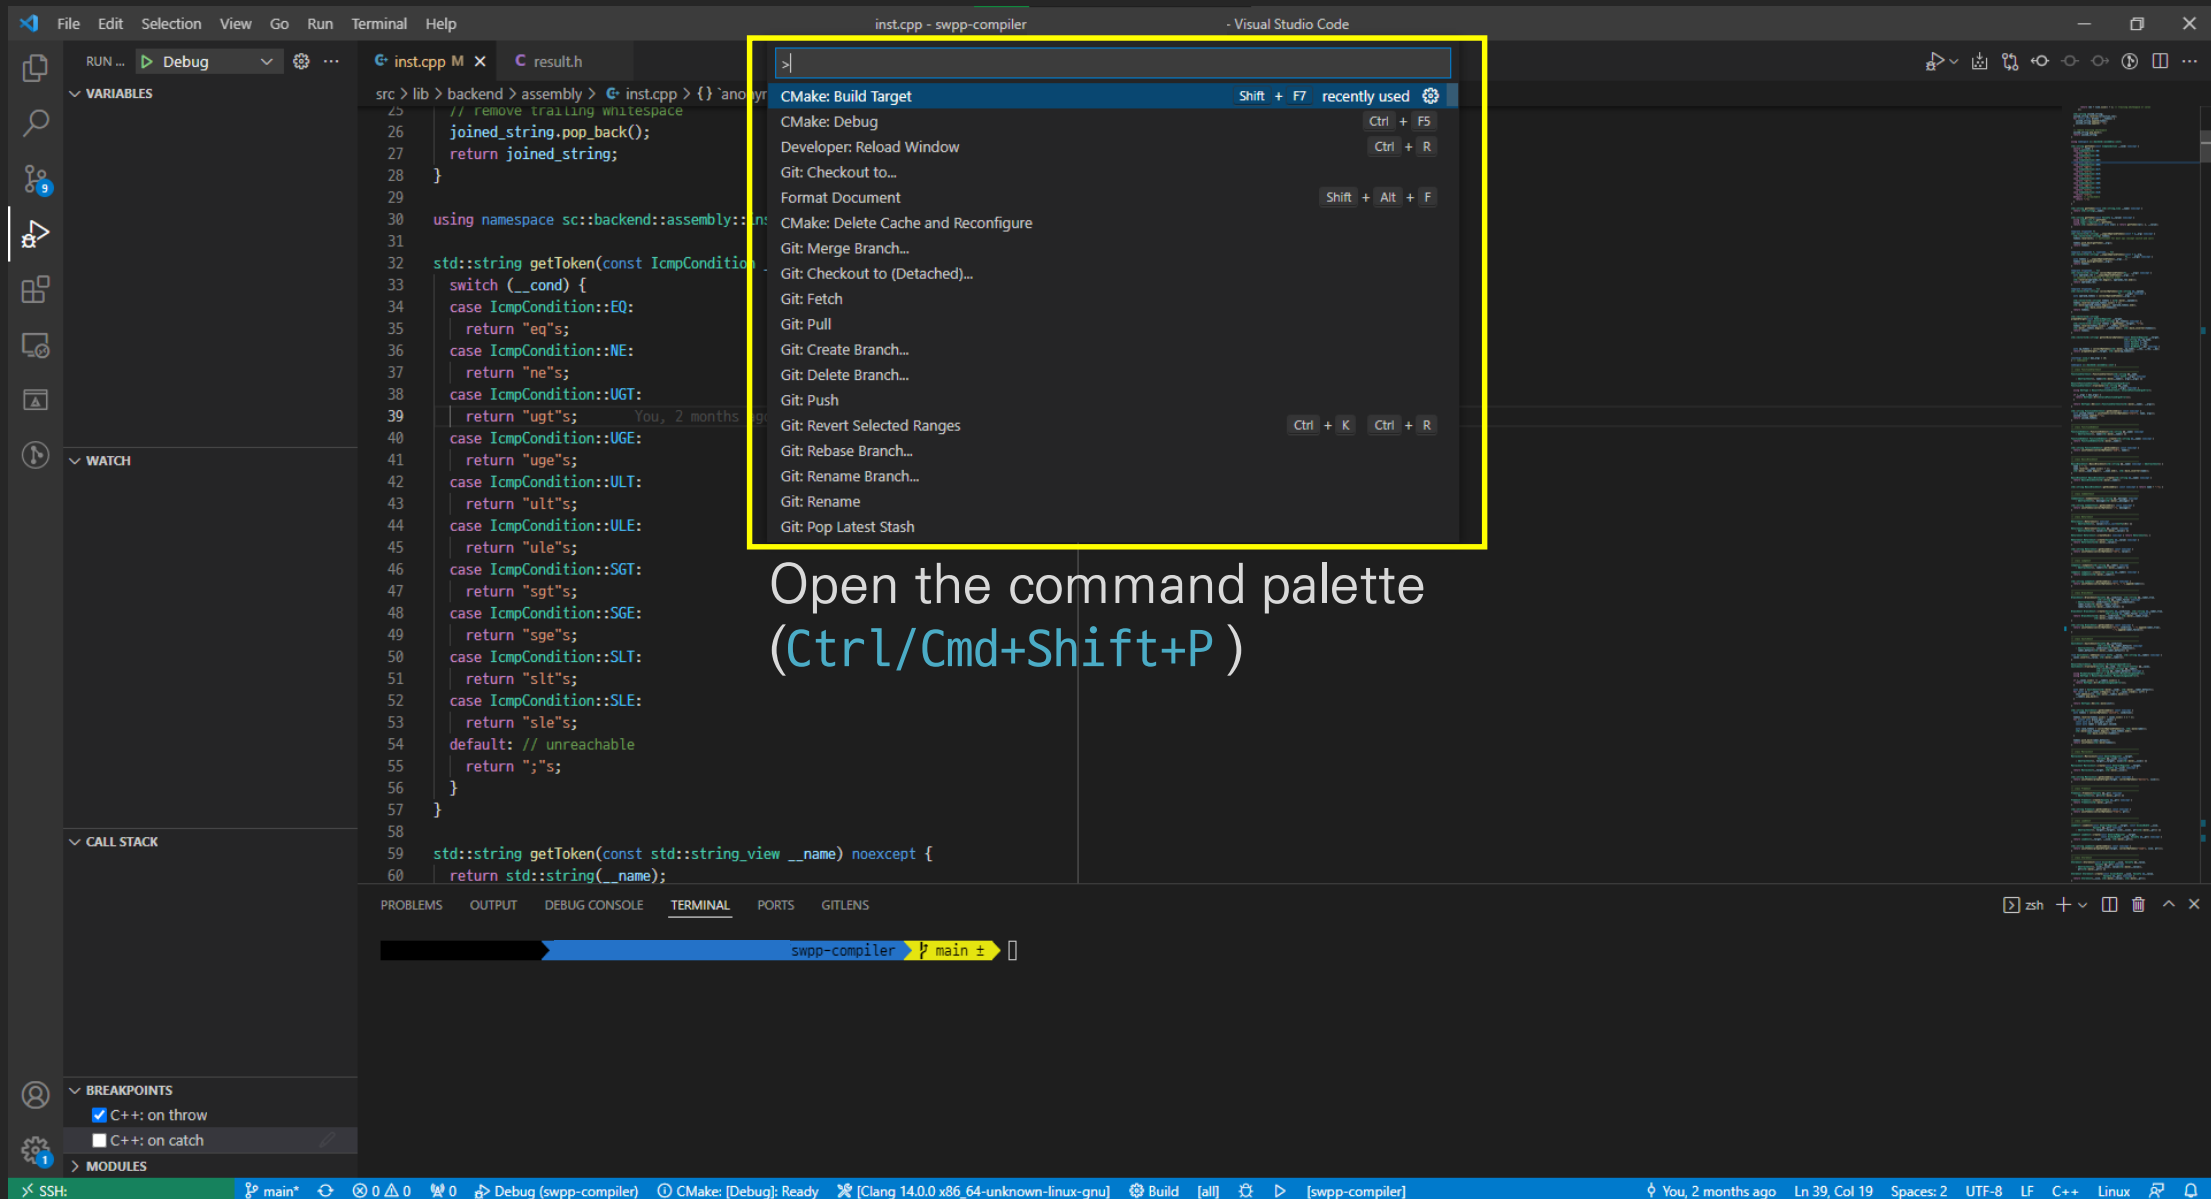 File Edit Selection View Go Run Terminal Help
inst.cpp - swpp-compiler - Visual Studio Code
RUN ... Debug
inst.cpp M
result.h
VARIABLES
src > lib > backend > assembly > inst.cpp > {} `anonyr
>
CMake: Build Target Shift + F7 recently used
CMake: Debug Ctrl + F5
Developer: Reload Window Ctrl + R
Git: Checkout to...
Format Document Shift + Alt + F
CMake: Delete Cache and Reconfigure
Git: Merge Branch...
Git: Checkout to (Detached)...
Git: Fetch
Git: Pull
Git: Create Branch...
Git: Delete Branch...
Git: Push
Git: Revert Selected Ranges Ctrl + K Ctrl + R
Git: Rebase Branch...
Git: Rename Branch...
Git: Rename
Git: Pop Latest Stash
Open the command palette
(Ctrl/Cmd+Shift+P)
25 // remove trailing whitespace
26 joined_string.pop_back();
27 return joined_string;
28 }
29
30 using namespace sc::backend::assembly::ins
31
32 std::string getToken(const IcmpCondition _
33 switch (__cond) {
34 case IcmpCondition::EQ:
35 return "eq"s;
36 case IcmpCondition::NE:
37 return "ne"s;
38 case IcmpCondition::UGT:
39 return "ugt"s; You, 2 months ago
40 case IcmpCondition::UGE:
41 return "uge"s;
42 case IcmpCondition::ULT:
43 return "ult"s;
44 case IcmpCondition::ULE:
45 return "ule"s;
46 case IcmpCondition::SGT:
47 return "sgt"s;
48 case IcmpCondition::SGE:
49 return "sge"s;
50 case IcmpCondition::SLT:
51 return "slt"s;
52 case IcmpCondition::SLE:
53 return "sle"s;
54 default: // unreachable
55 return ";"s;
56 }
57 }
58
59 std::string getToken(const std::string_view __name) noexcept {
60 return std::string(__name);
WATCH
CALL STACK
BREAKPOINTS
C++: on throw
C++: on catch
MODULES
9
1
PROBLEMS OUTPUT DEBUG CONSOLE TERMINAL PORTS GITLENS
zsh
swpp-compiler main ±
SSH: main* 0 0 0 Debug (swpp-compiler) CMake: [Debug]: Ready [Clang 14.0.0 x86_64-unknown-linux-gnu] Build [all] [swpp-compiler] You, 2 months ago Ln 39, Col 19 Spaces: 2 UTF-8 LF C++ Linux